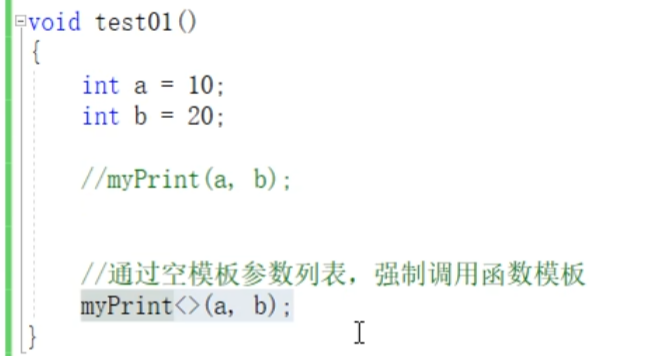 void test01()
{
int a = 10;
int b = 20;
//myPrint(a, b);
//通过空模板参数列表，强制调用函数模板
myPrint<>(a, b);
}